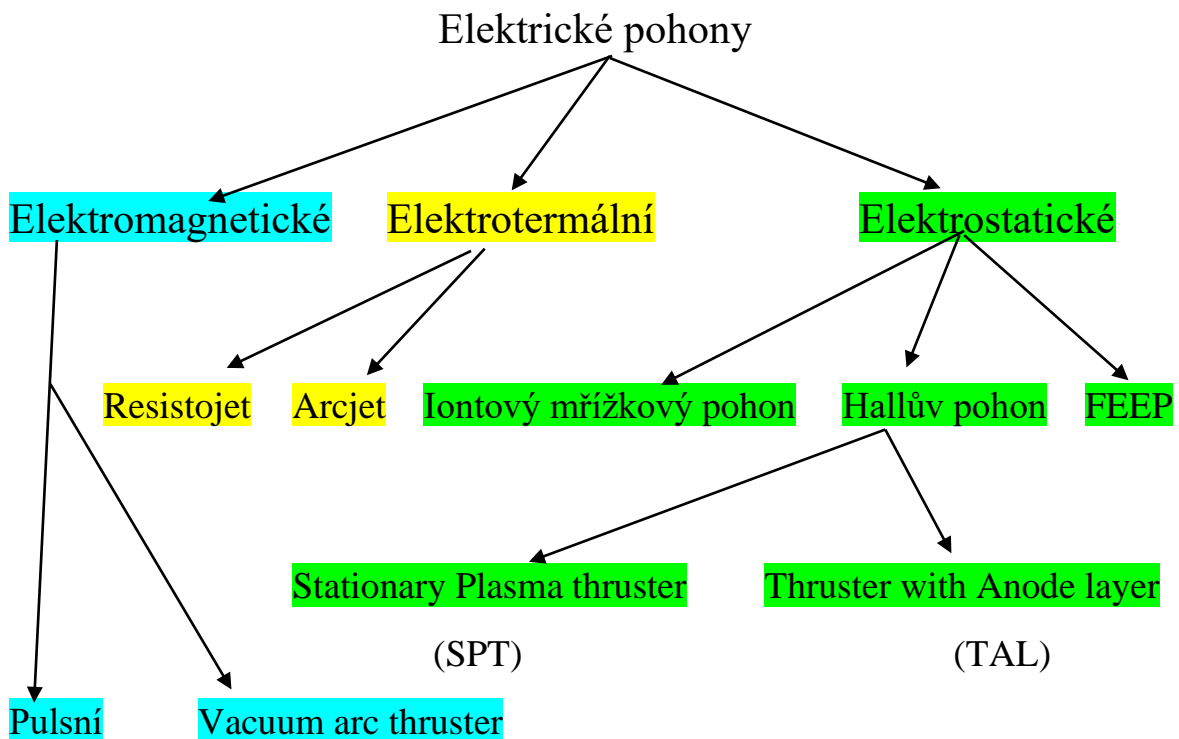 Elektrické pohony
Elektromagnetické Elektrotermální Elektrostatické
Resistojet Arcjet Iontový mřížkový pohon Hallův pohon FEEP
Stationary Plasma thruster Thruster with Anode layer
(SPT) (TAL)
Pulsní Vacuum arc thruster